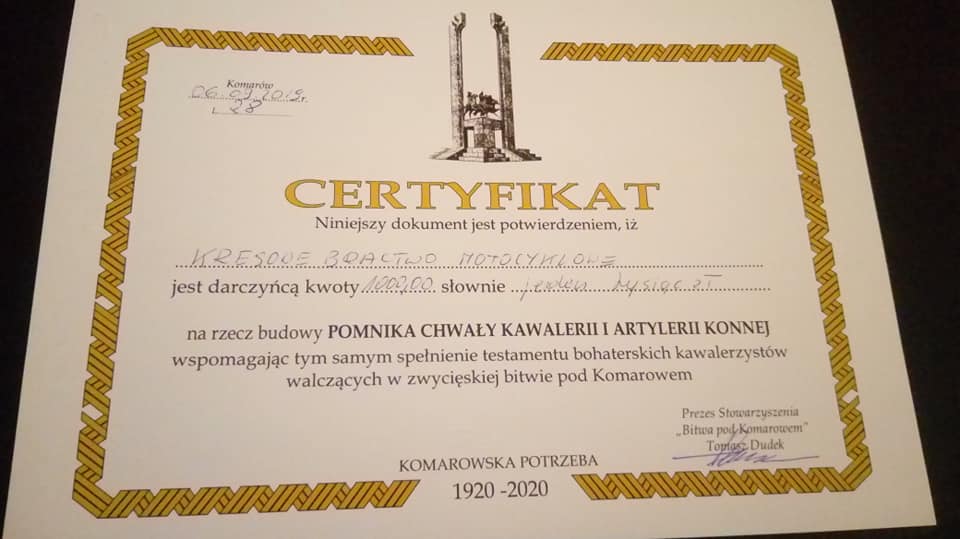 Komarów
06.09.2019r.
L 28
CERTYFIKAT
Niniejszy dokument jest potwierdzeniem, iż
KRESOWE BRACTWO MOTOCYKLOWE
jest darczyńcą kwoty 1000,00 słownie jeden tysiąc zł
na rzecz budowy POMNIKA CHWAŁY KAWALERII I ARTYLERII KONNEJ
wspomagając tym samym spełnienie testamentu bohaterskich kawalerzystów
walczących w zwycięskiej bitwie pod Komarowem
Prezes Stowarzyszenia
„Bitwa pod Komarowem"
Tomasz Dudek
KOMAROWSKA POTRZEBA
1920 -2020